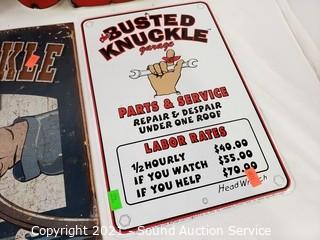 the
BUSTED
KNUCKLE
garage
PARTS & SERVICE
REPAIR & DESPAIR
UNDER ONE ROOF
LABOR RATES
1/2 HOURLY $40.00
IF YOU WATCH $55.00
IF YOU HELP $70.00
Copyright 2021 - Sound Auction Service